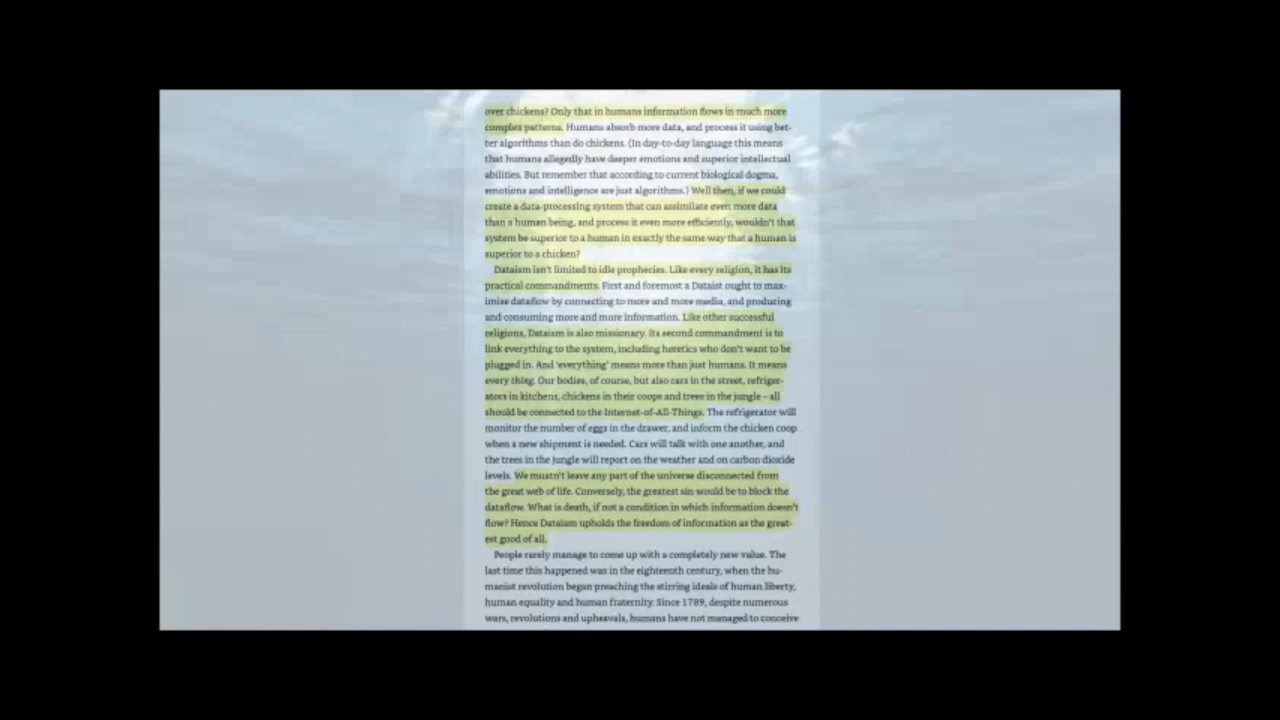 over chickens? Only that in humans information flows in much more
complex patterns. Humans absorb more data, and process it using bet-
ter algorithms than do chickens. (In day-to-day language this means
that humans allegedly have deeper emotions and superior intellectual
abilities. But remember that according to current biological dogma,
emotions and intelligence are just algorithms.) Well then, if we could
create a data-processing system that can assimilate even more data
than a human being, and process it even more efficiently, wouldn't that
system be superior to a human in exactly the same way that a human is
superior to a chicken?
Dataism isn't limited to idle prophecies. Like every religion, it has its
practical commandments. First and foremost a Dataist ought to max-
imise dataflow by connecting to more and more media, and producing
and consuming more and more information. Like other successful
religions, Dataism is also missionary. Its second commandment is to
link everything to the system, including heretics who don't want to be
plugged in. And 'everything' means more than just humans. It means
every thing. Our bodies, of course, but also cars in the street, refriger-
ators in kitchens, chickens in their coops and trees in the jungle – all
should be connected to the Internet-of-All-Things. The refrigerator will
monitor the number of eggs in the drawer, and inform the chicken coop
when a new shipment is needed. Cars will talk with one another, and
the trees in the jungle will report on the weather and on carbon dioxide
levels. We mustn't leave any part of the universe disconnected from
the great web of life. Conversely, the greatest sin would be to block the
dataflow. What is death, if not a condition in which information doesn't
flow? Hence Dataism upholds the freedom of information as the great-
est good of all.
People rarely manage to come up with a completely new value. The
last time this happened was in the eighteenth century, when the hu-
manist revolution began preaching the stirring ideals of human liberty,
human equality and human fraternity. Since 1789, despite numerous
wars, revolutions and upheavals, humans have not managed to conceive